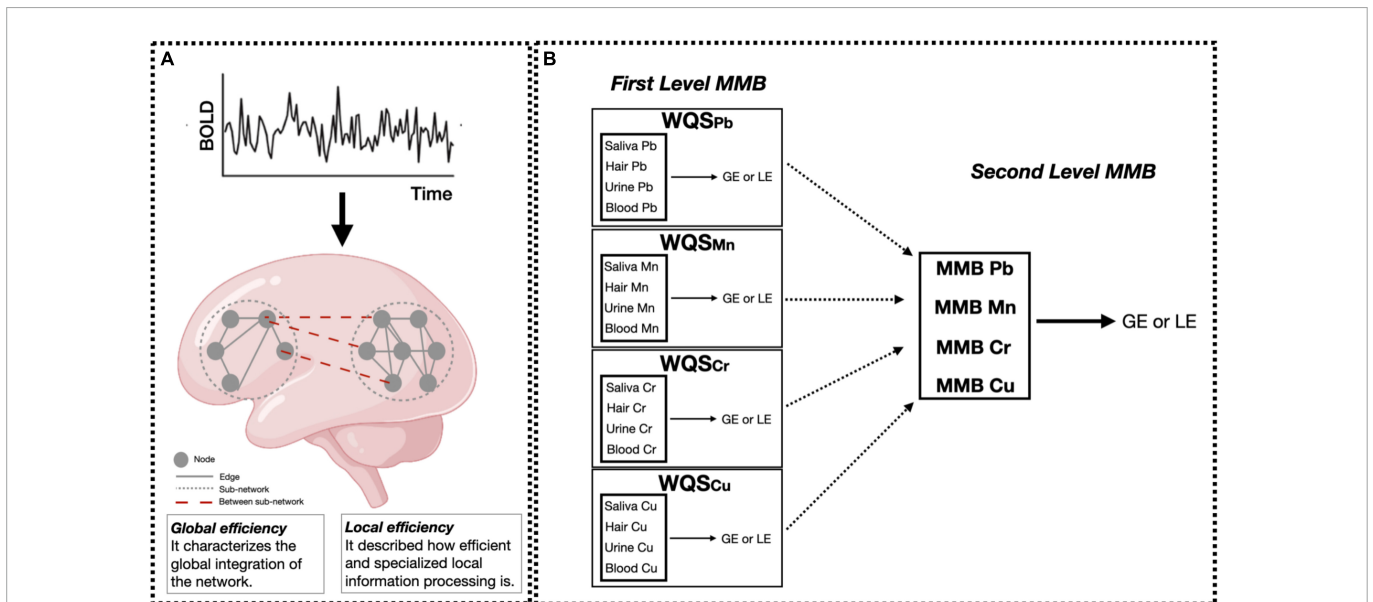 A
BOLD
Time
Node
Edge
Sub-network
Between sub-network
Global efficiency
It characterizes the
global integration of
the network.
Local efficiency
It described how efficient
and specialized local
information processing is.
B
First Level MMB
WQSPb
Saliva Pb
Hair Pb
Urine Pb
Blood Pb
GE or LE
WQSMn
Saliva Mn
Hair Mn
Urine Mn
Blood Mn
GE or LE
WQSCr
Saliva Cr
Hair Cr
Urine Cr
Blood Cr
GE or LE
WQSCu
Saliva Cu
Hair Cu
Urine Cu
Blood Cu
GE or LE
Second Level MMB
MMB Pb
MMB Mn
MMB Cr
MMB Cu
GE or LE